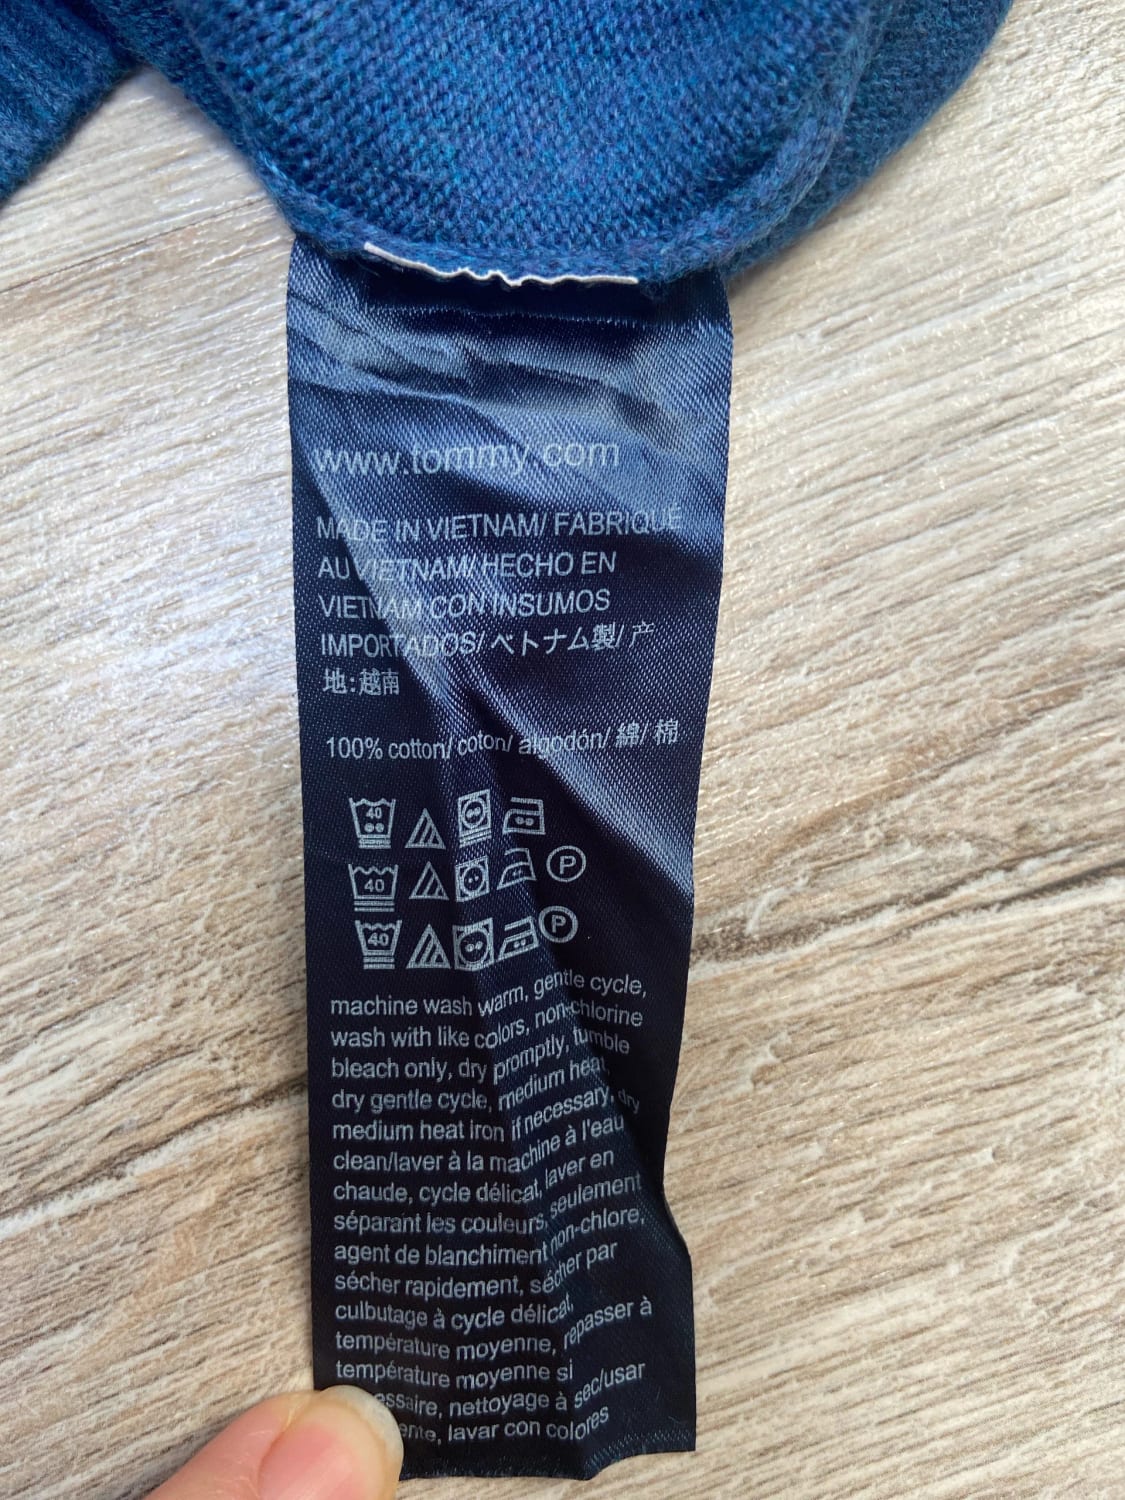 www.tommy.com
MADE IN VIETNAM/ FABRIQUÉ
AU VIETNAM/ HECHO EN
VIETNAM CON INSUMOS
IMPORTADOS/ ベトナム製/ 产
地:越南
100% cotton/ coton/ algodón/ 綿/ 棉
40
40 P
40 P
machine wash warm, gentle cycle,
wash with like colors, non-chlorine
bleach only, dry promptly, tumble
dry gentle cycle, medium heat,
medium heat iron if necessary, dry
clean/laver à la machine à l'eau
chaude, cycle délicat, laver en
séparant les couleurs, seulement
agent de blanchiment non-chlore,
sécher rapidement, sécher par
culbutage à cycle délicat,
température moyenne, repasser à
température moyenne si
nettoyage à sec/usar
lavar con colores